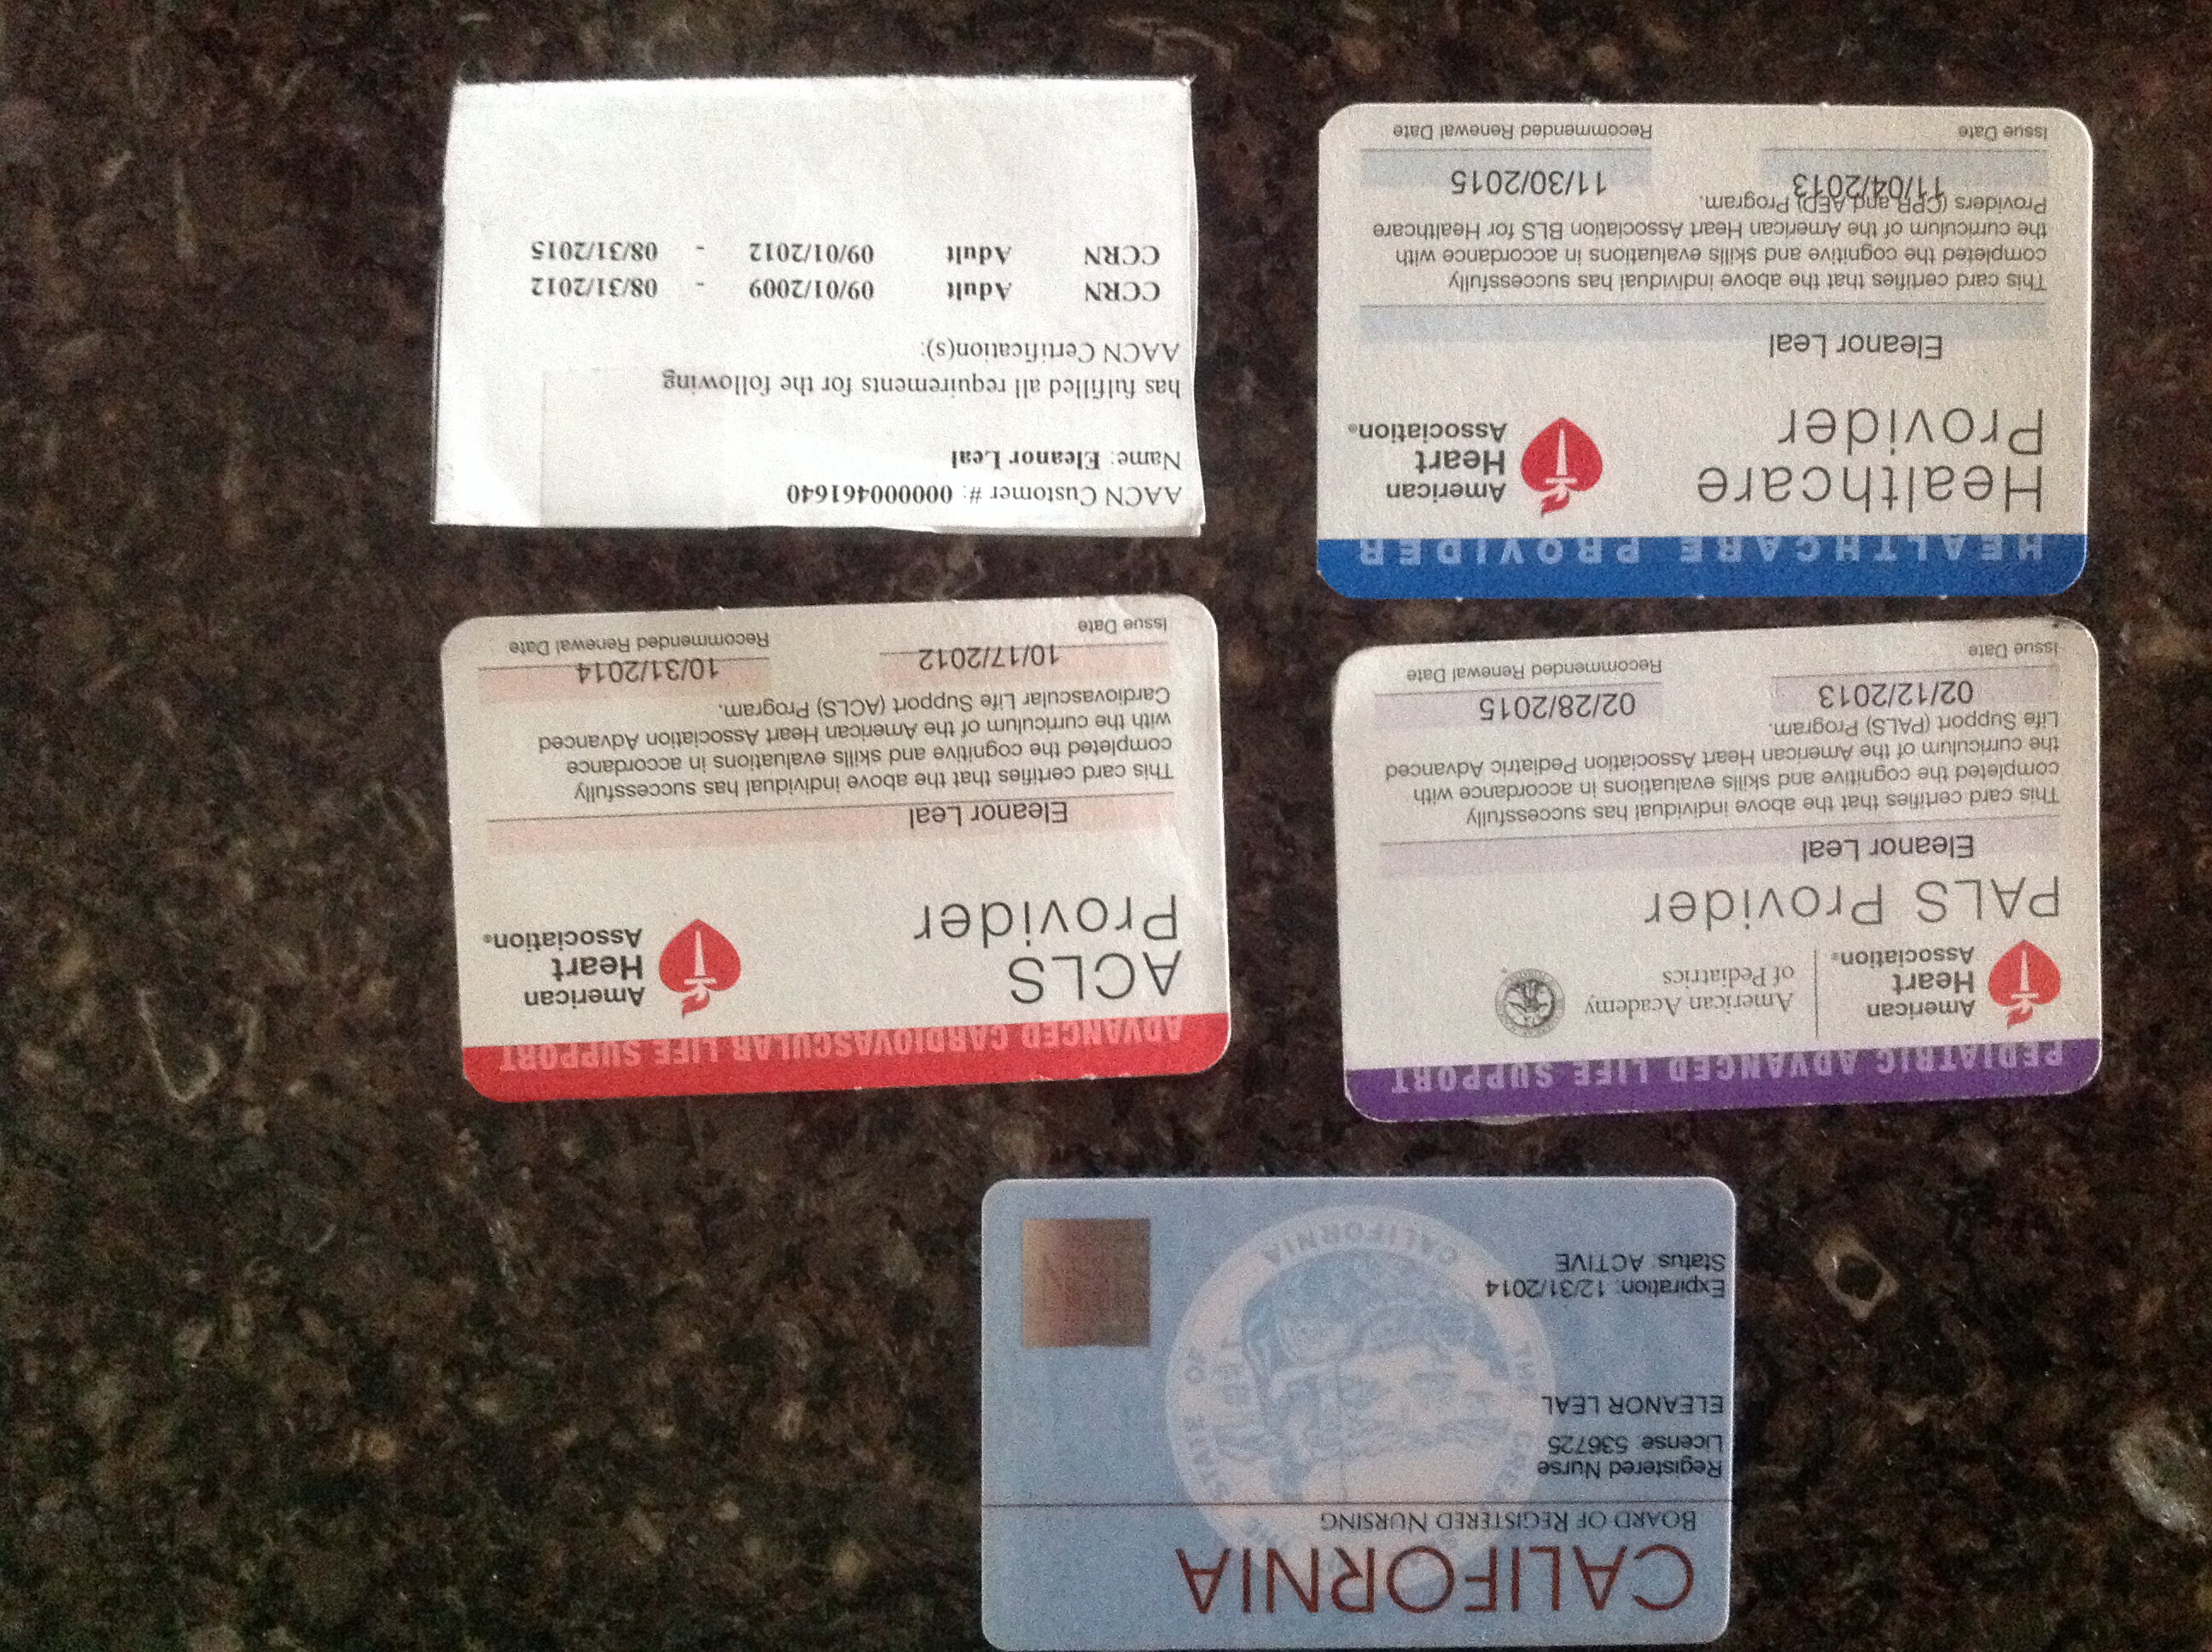 CALIFORNIA
BOARD OF REGISTERED NURSING
Registered Nurse
License: 536725
ELEANOR LEAL
Expiration: 12/31/2014
Status: ACTIVE
THE GREAT SEAL OF THE STATE OF CALIFORNIA
PEDIATRIC ADVANCED LIFE SUPPORT
American
Heart
Association®
American Academy
of Pediatrics
PALS Provider
Eleanor Leal
This card certifies that the above individual has successfully
completed the cognitive and skills evaluations in accordance with
the curriculum of the American Heart Association Pediatric Advanced
Life Support (PALS) Program.
02/12/2013
02/28/2015
Issue Date
Recommended Renewal Date
ADVANCED CARDIOVASCULAR LIFE SUPPORT
ACLS
Provider
American
Heart
Association®
Eleanor Leal
This card certifies that the above individual has successfully
completed the cognitive and skills evaluations in accordance
with the curriculum of the American Heart Association Advanced
Cardiovascular Life Support (ACLS) Program.
10/17/2012
10/31/2014
Issue Date
Recommended Renewal Date
HEALTHCARE PROVIDER
Healthcare
Provider
American
Heart
Association®
Eleanor Leal
This card certifies that the above individual has successfully
completed the cognitive and skills evaluations in accordance with
the curriculum of the American Heart Association BLS for Healthcare
Providers (CPR and AED) Program.
11/04/2013
11/30/2015
Issue Date
Recommended Renewal Date
AACN Customer #: 000000461640
Name: Eleanor Leal
has fulfilled all requirements for the following
AACN Certification(s):
CCRN Adult 09/01/2009 - 08/31/2012
CCRN Adult 09/01/2012 - 08/31/2015